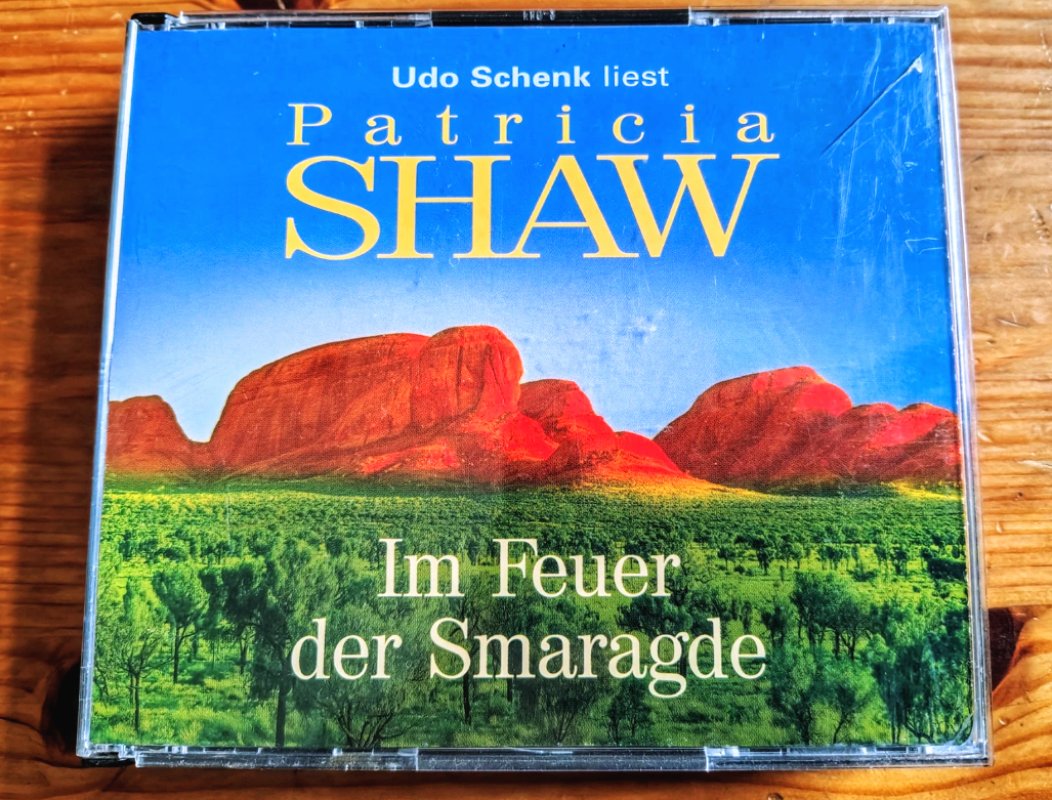 Udo Schenk liest
Patricia
SHAW
Im Feuer
der Smaragde